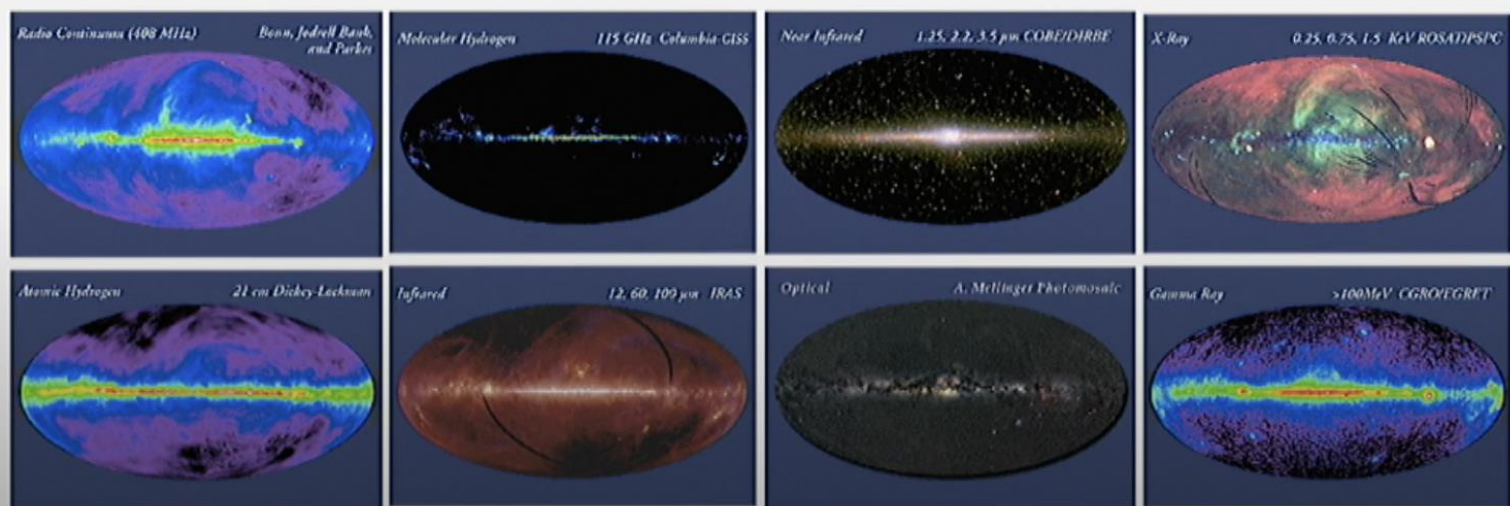 Radio Continuum (408 MHz) Bonn, Jodrell Bank,
and Parkes
Molecular Hydrogen 115 GHz Columbia-GISS
Near Infrared 1.25, 2.2, 3.5 µm COBE/DIRBE
X-Ray 0.25, 0.75, 1.5 KeV ROSAT/PSPC
Atomic Hydrogen 21 cm Dickey-Lockman
Infrared 12, 60, 100 µm IRAS
Optical A. Mellinger Photomosaic
Gamma Ray >100MeV CGRO/EGRET